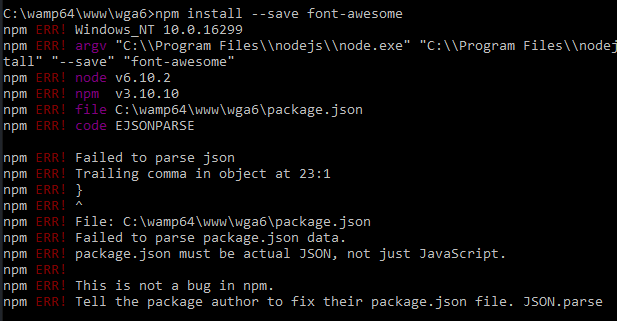 C:\wamp64\www\wga6>npm install --save font-awesome
npm ERR! Windows_NT 10.0.16299
npm ERR! argv "C:\\Program Files\\nodejs\\node.exe" "C:\\Program Files\\nodej
tall" "--save" "font-awesome"
npm ERR! node v6.10.2
npm ERR! npm  v3.10.10
npm ERR! file C:\wamp64\www\wga6\package.json
npm ERR! code EJSONPARSE
npm ERR! Failed to parse json
npm ERR! Trailing comma in object at 23:1
npm ERR! }
npm ERR! ^
npm ERR! File: C:\wamp64\www\wga6\package.json
npm ERR! Failed to parse package.json data.
npm ERR! package.json must be actual JSON, not just JavaScript.
npm ERR!
npm ERR! This is not a bug in npm.
npm ERR! Tell the package author to fix their package.json file. JSON.parse